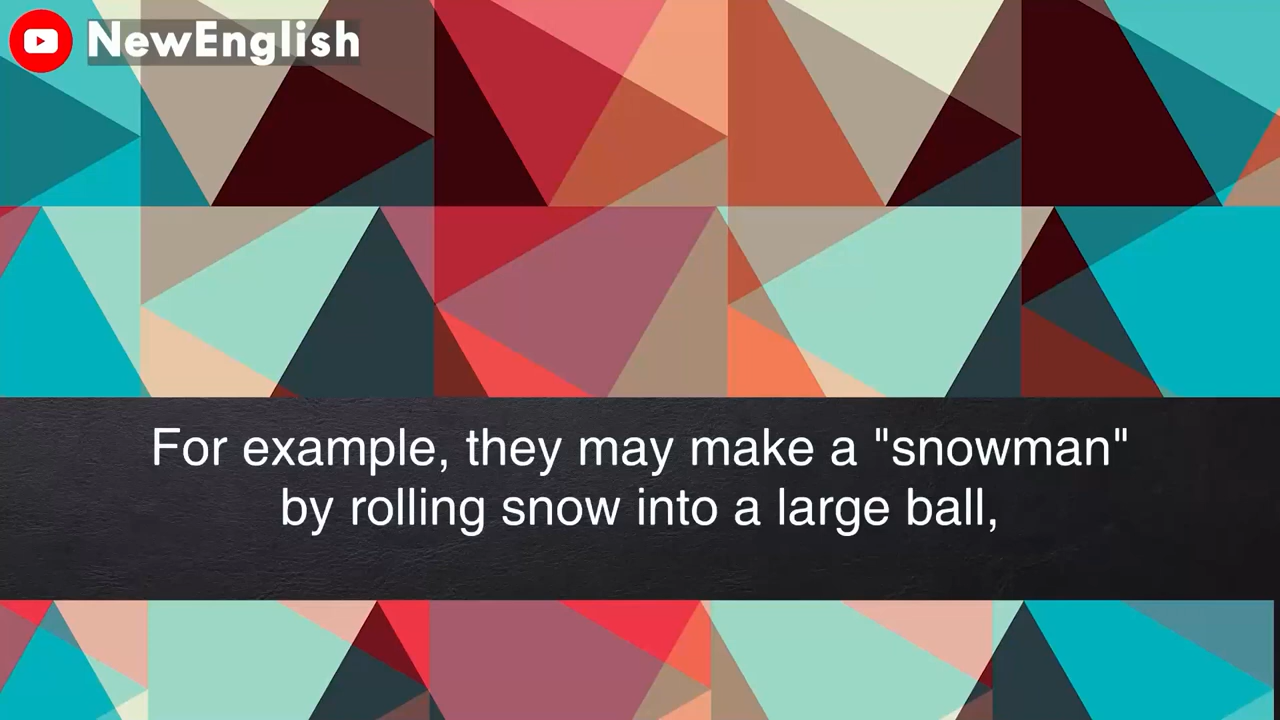 NewEnglish
For example, they may make a "snowman"
by rolling snow into a large ball,